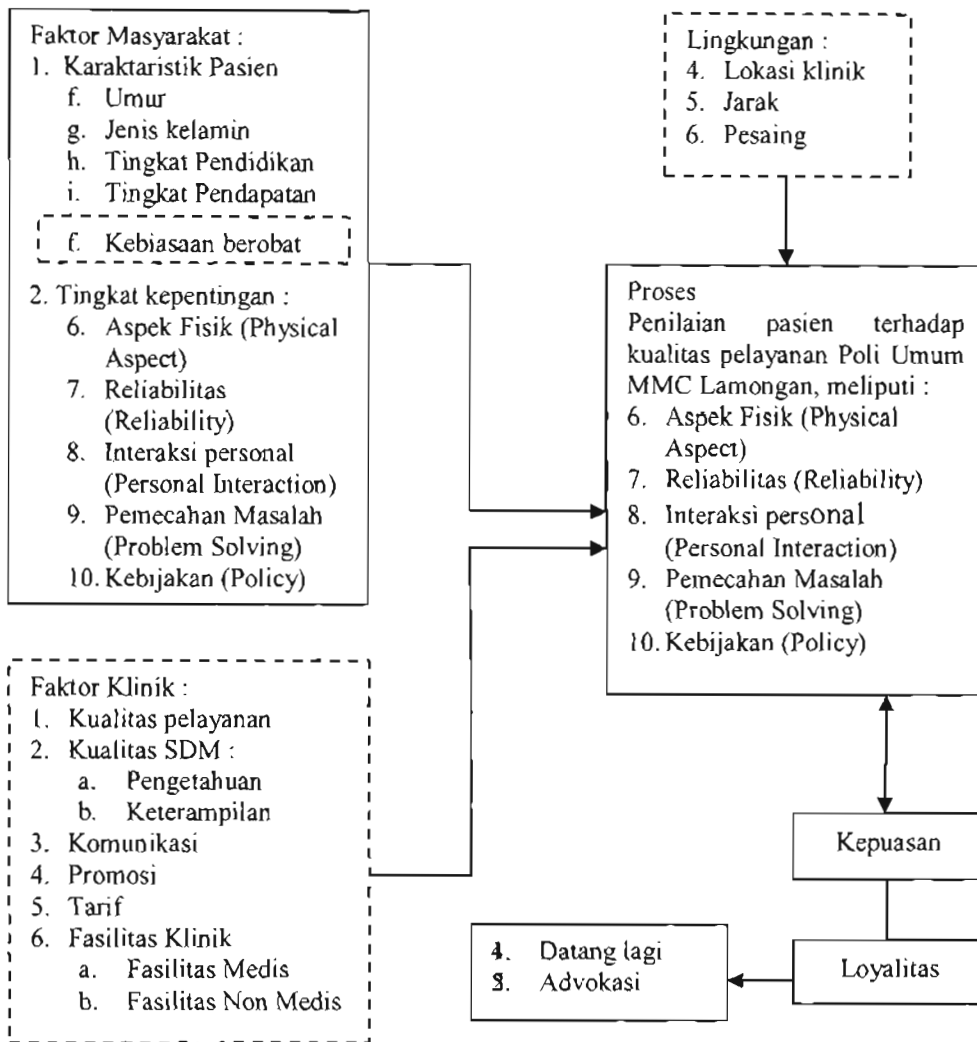 Faktor Masyarakat :
1. Karaktaristik Pasien
f. Umur
g. Jenis kelamin
h. Tingkat Pendidikan
i. Tingkat Pendapatan
f. Kebiasaan berobat
2. Tingkat kepentingan :
6. Aspek Fisik (Physical
Aspect)
7. Reliabilitas
(Reliability)
8. Interaksi personal
(Personal Interaction)
9. Pemecahan Masalah
(Problem Solving)
10. Kebijakan (Policy)
Faktor Klinik :
1. Kualitas pelayanan
2. Kualitas SDM :
a. Pengetahuan
b. Keterampilan
3. Komunikasi
4. Promosi
5. Tarif
6. Fasilitas Klinik
a. Fasilitas Medis
b. Fasilitas Non Medis
Lingkungan :
4. Lokasi klinik
5. Jarak
6. Pesaing
Proses
Penilaian pasien terhadap
kualitas pelayanan Poli Umum
MMC Lamongan, meliputi :
6. Aspek Fisik (Physical
Aspect)
7. Reliabilitas (Reliability)
8. Interaksi personal
(Personal Interaction)
9. Pemecahan Masalah
(Problem Solving)
10. Kebijakan (Policy)
Kepuasan
Loyalitas
Datang lagi
Advokasi